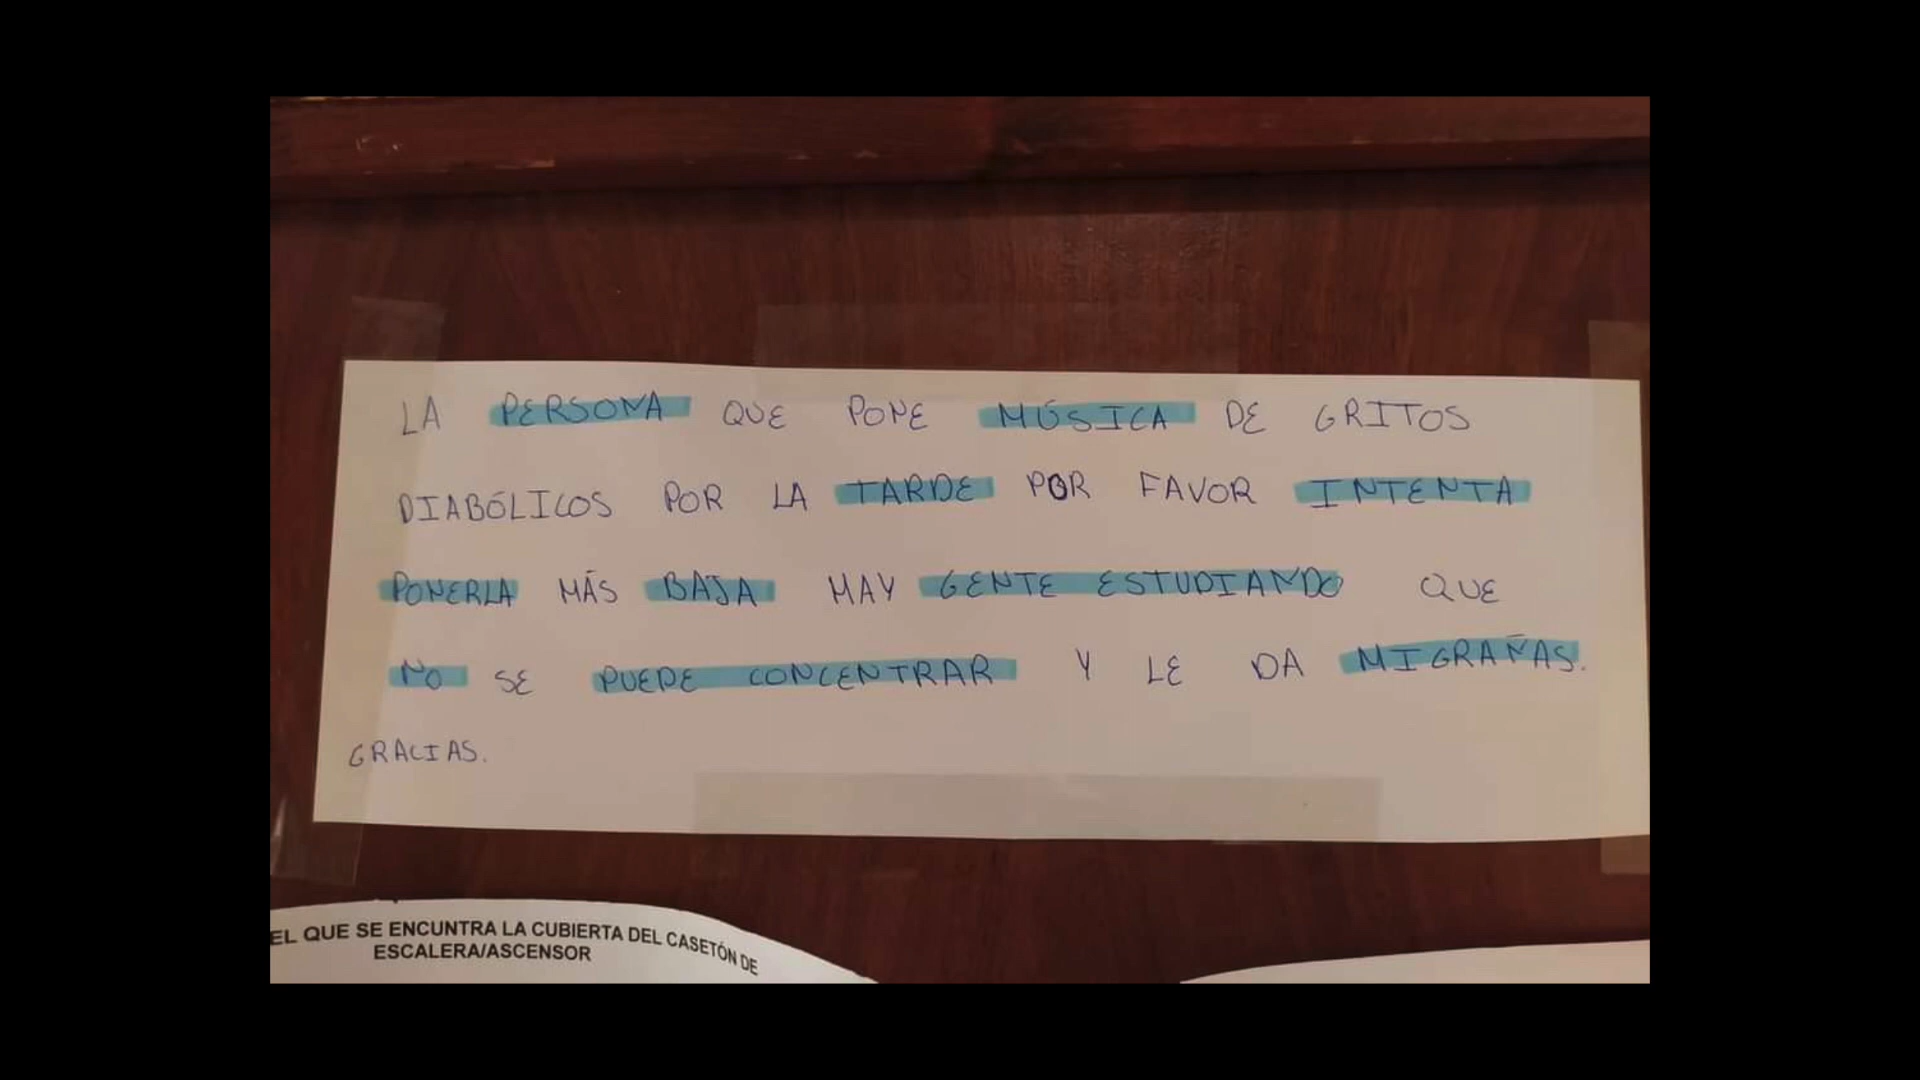 LA PERSONA QUE PONE MÚSICA DE GRITOS
DIABÓLICOS POR LA TARDE POR FAVOR INTENTA
PONERLA MÁS BAJA HAY GENTE ESTUDIANDO QUE
NO SE PUEDE CONCENTRAR Y LE DA MIGRAÑAS.
GRACIAS.
EL QUE SE ENCUNTRA LA CUBIERTA DEL CASETÓN DE
ESCALERA/ASCENSOR